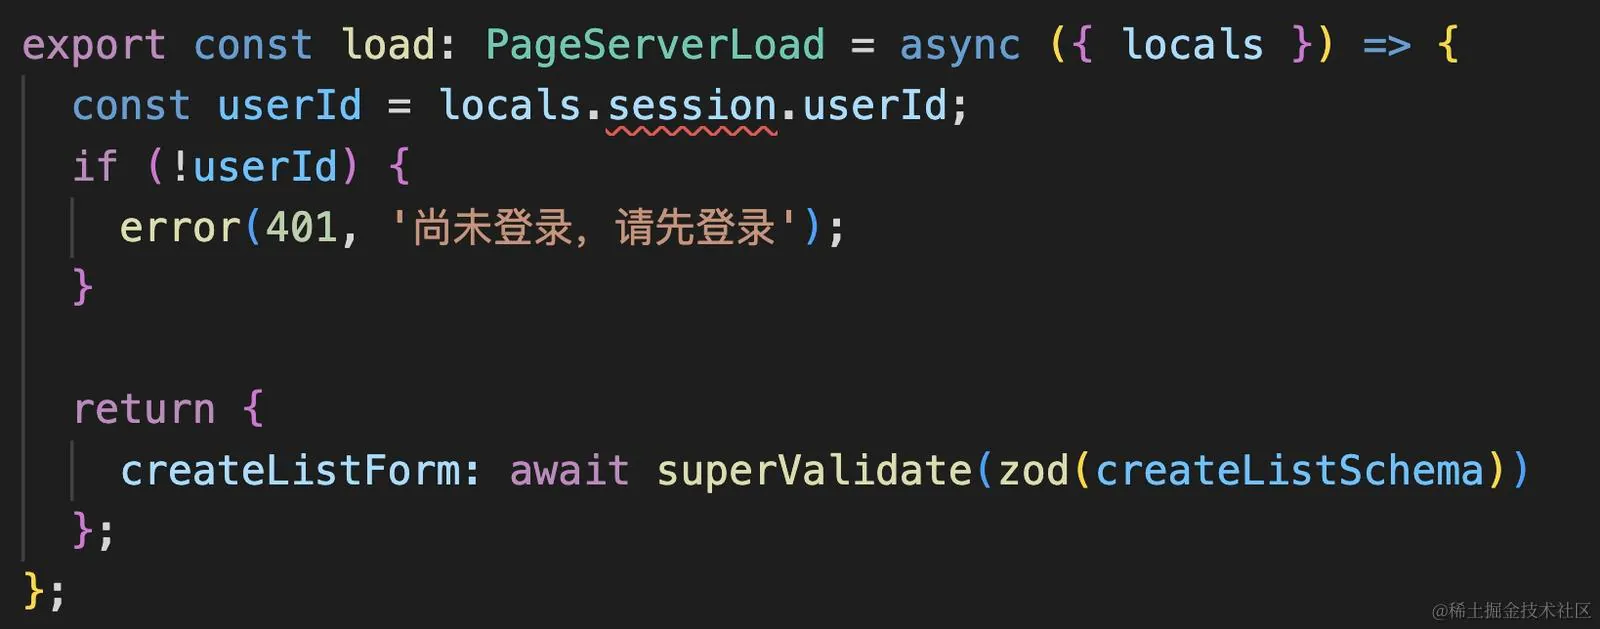 export const load: PageServerLoad = async ({ locals }) => {
const userId = locals.session.userId;
if (!userId) {
error(401, '尚未登录，请先登录');
}
return {
createListForm: await superValidate(zod(createListSchema))
};
};
@稀土掘金技术社区